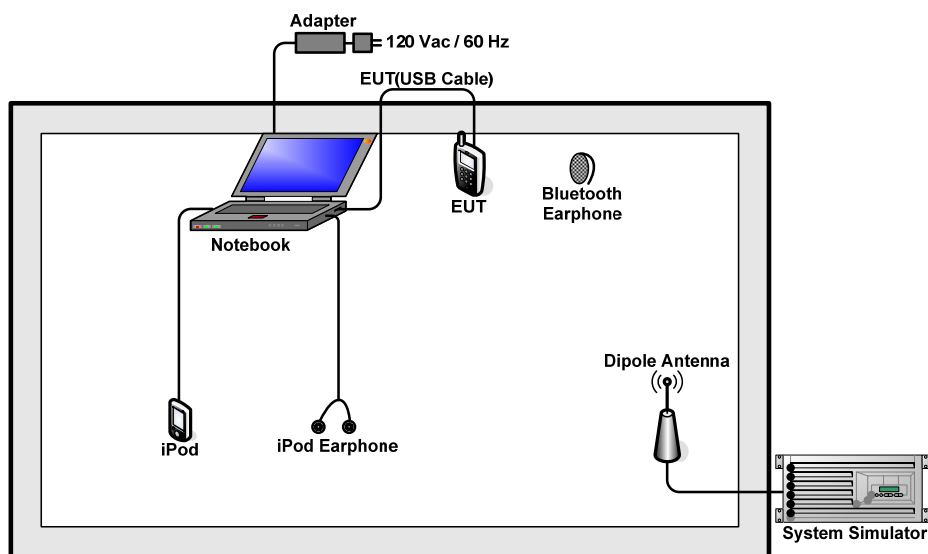 Adapter
120 Vac / 60 Hz
EUT(USB Cable)
EUT
Bluetooth
Earphone
Notebook
Dipole Antenna
iPod
iPod Earphone
System Simulator